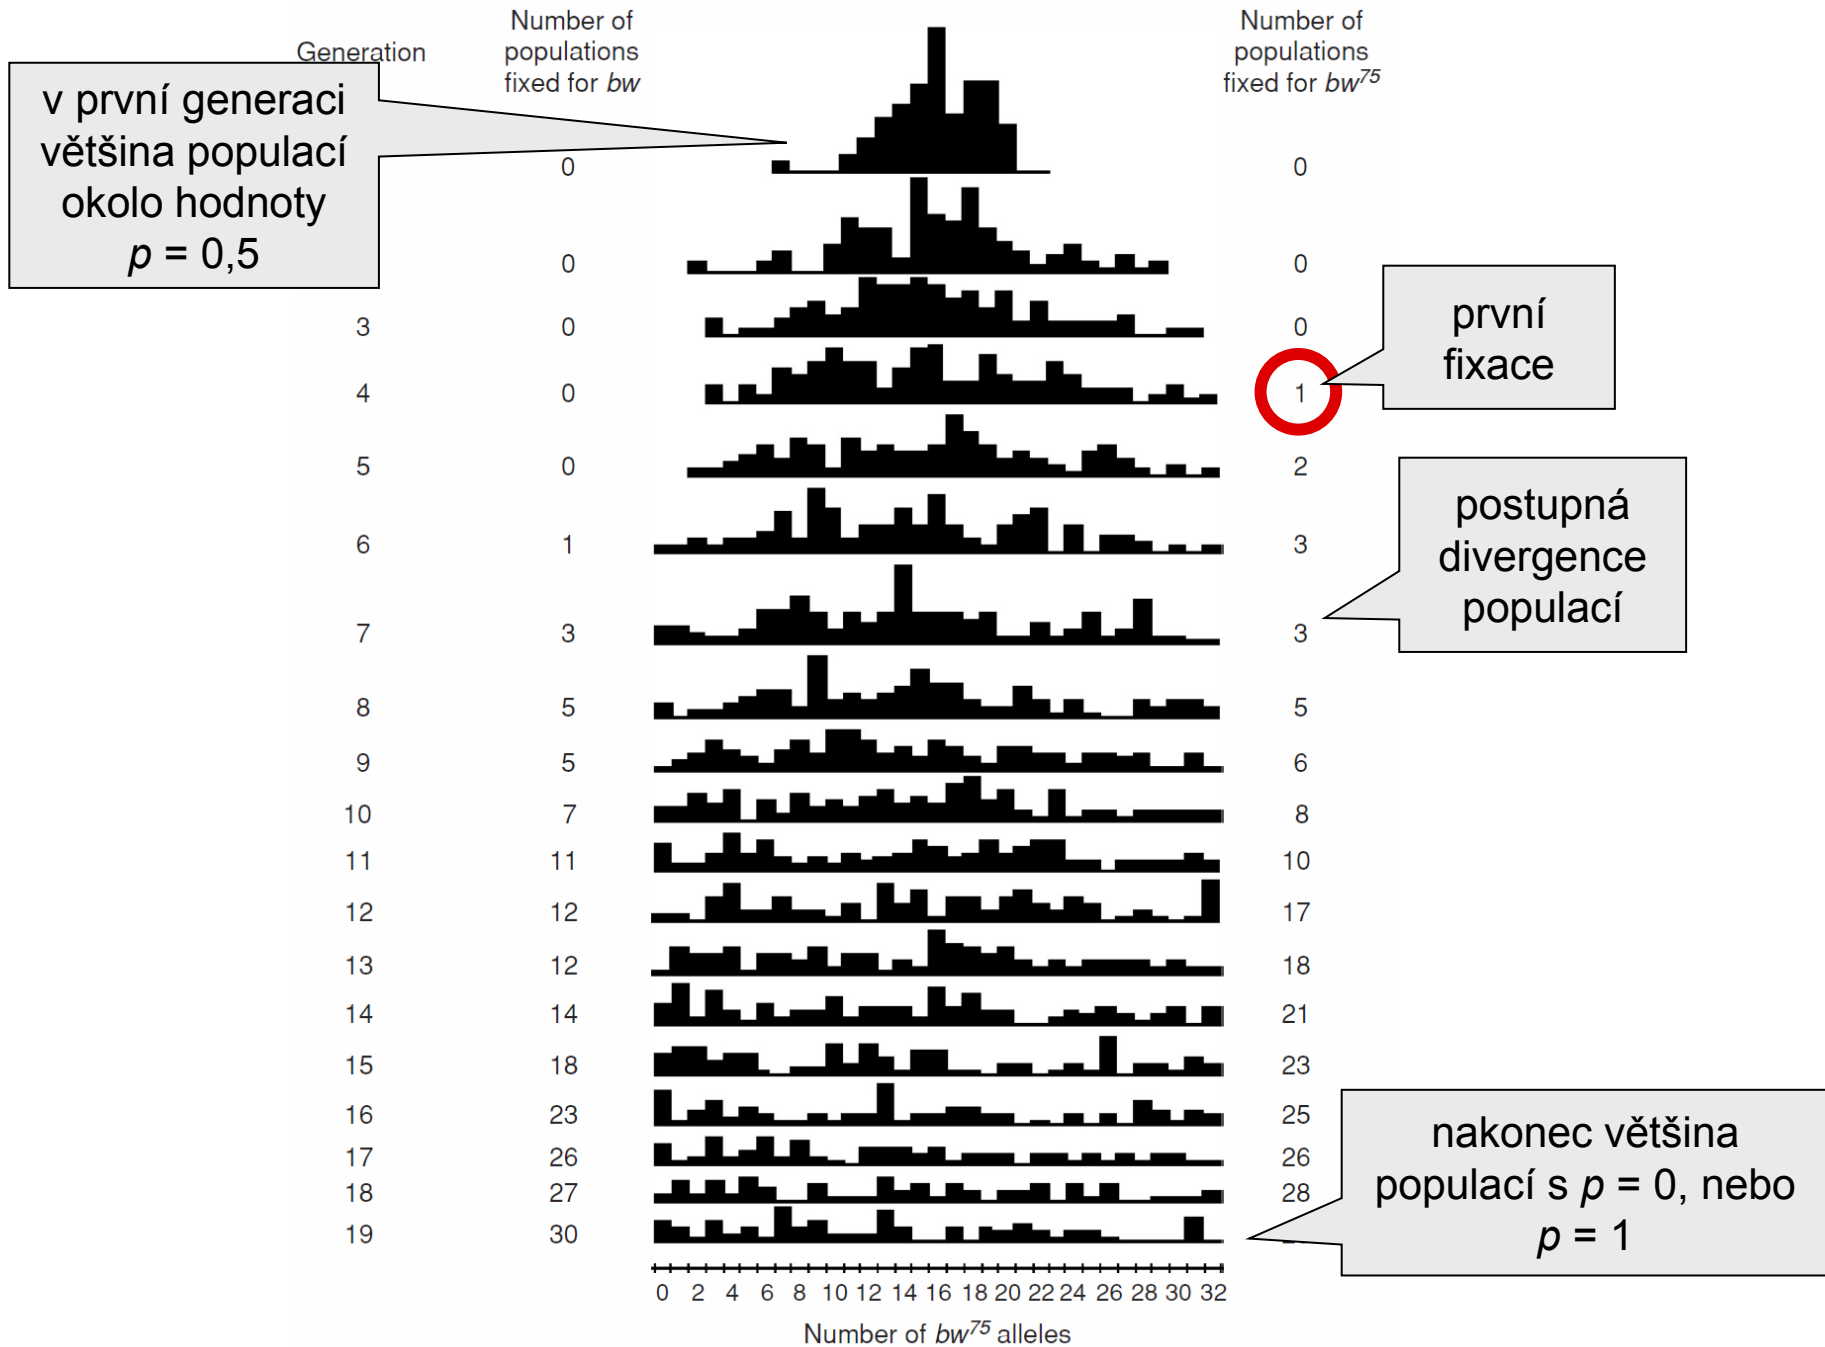 Generation
Number of
populations
fixed for bw
Number of
populations
fixed for bw75
v první generaci
většina populací
okolo hodnoty
p = 0,5
0 0
0 0
3 0 0
první
fixace
4 0 1
5 0 2
postupná
divergence
populací
6 1 3
7 3 3
8 5 5
9 5 6
10 7 8
11 11 10
12 12 17
13 12 18
14 14 21
15 18 23
16 23 25
17 26 26
18 27 28
19 30
nakonec většina
populací s p = 0, nebo
p = 1
0 2 4 6 8 10 12 14 16 18 20 22 24 26 28 30 32
Number of bw75 alleles